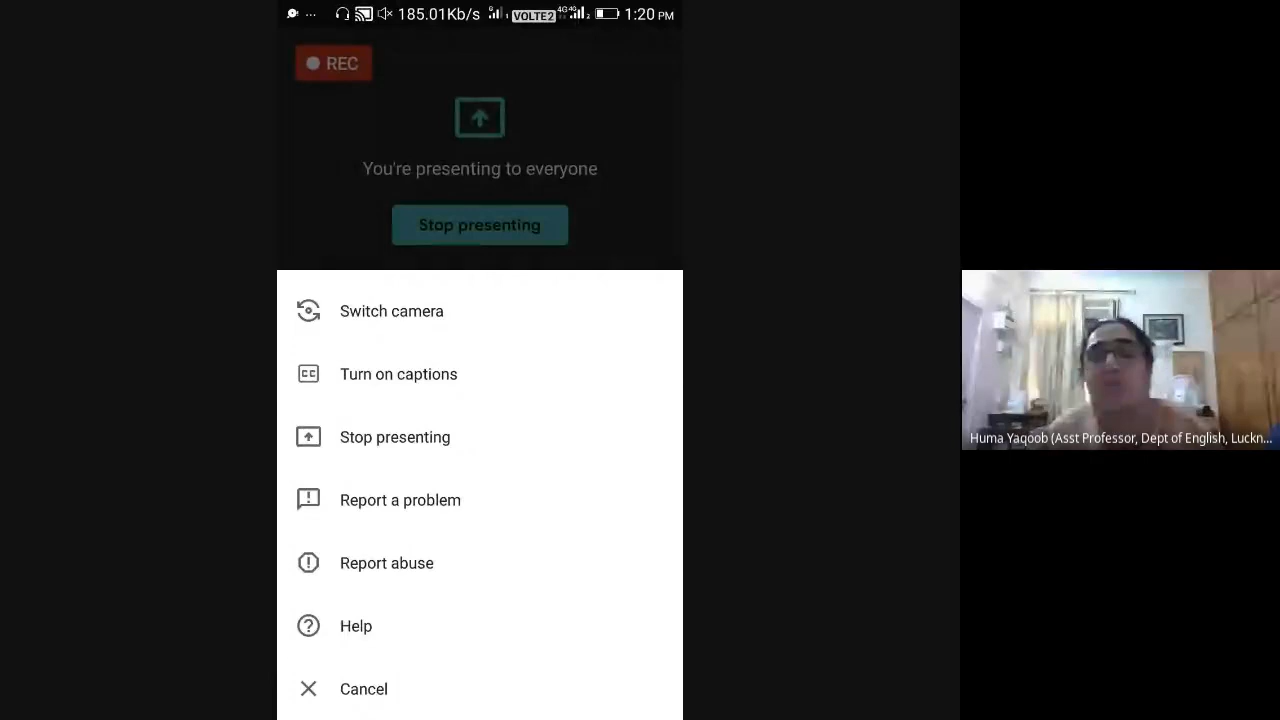 185.01Kb/s VOLTE2 1:20 PM
REC
You're presenting to everyone
Stop presenting
Switch camera
Turn on captions
Stop presenting
Report a problem
Report abuse
Help
Cancel
Huma Yaqoob (Asst Professor, Dept of English, Luckn...